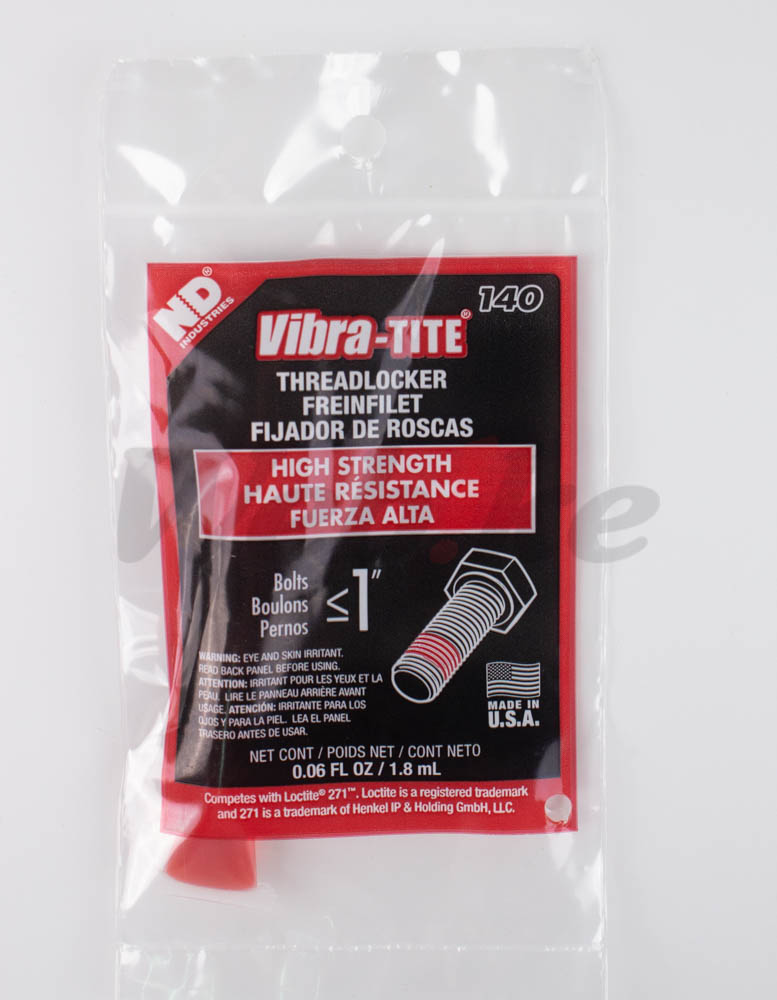 ND®
INDUSTRIES
140
Vibra-TITE®
THREADLOCKER
FREINFILET
FIJADOR DE ROSCAS
HIGH STRENGTH
HAUTE RÉSISTANCE
FUERZA ALTA
Bolts
Boulons
Pernos
≤1"
WARNING: EYE AND SKIN IRRITANT.
READ BACK PANEL BEFORE USING.
ATTENTION: IRRITANT POUR LES YEUX ET LA
PEAU. LIRE LE PANNEAU ARRIÈRE AVANT
USAGE. ATENCIÓN: IRRITANTE PARA LOS
OJOS Y PARA LA PIEL. LEA EL PANEL
TRASERO ANTES DE USAR.
MADE IN
U.S.A.
NET CONT / POIDS NET / CONT NETO
0.06 FL OZ / 1.8 mL
Competes with Loctite® 271™. Loctite is a registered trademark
and 271 is a trademark of Henkel IP & Holding GmbH, LLC.